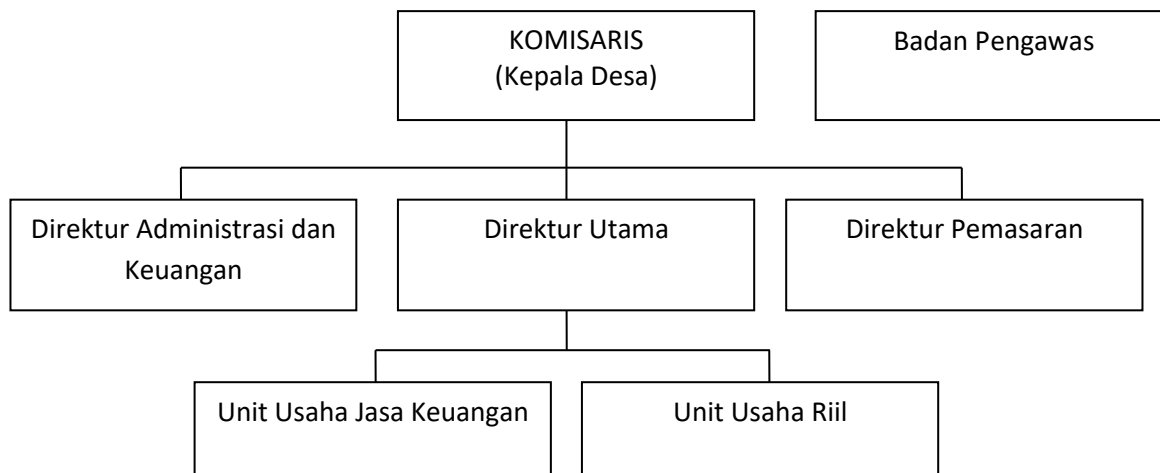 KOMISARIS
(Kepala Desa)
Badan Pengawas
Direktur Administrasi dan
Keuangan
Direktur Utama
Direktur Pemasaran
Unit Usaha Jasa Keuangan
Unit Usaha Riil